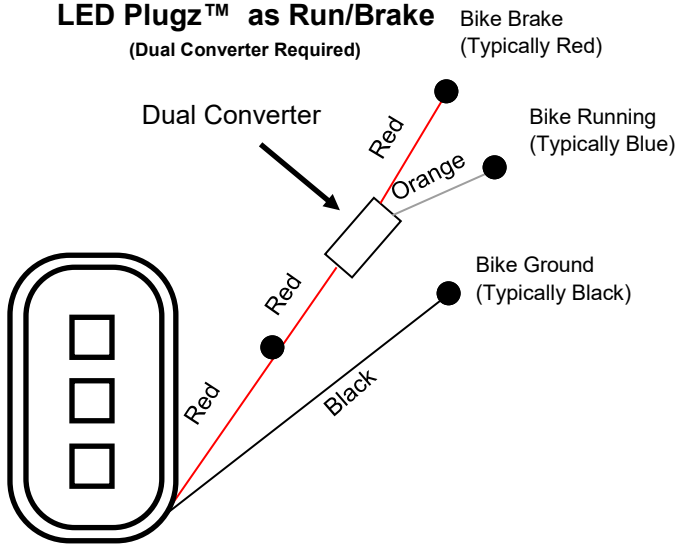 LED Plugz™ as Run/Brake
(Dual Converter Required)
Bike Brake
(Typically Red)
Dual Converter
Red
Bike Running
(Typically Blue)
Orange
Red
Bike Ground
(Typically Black)
Red
Black